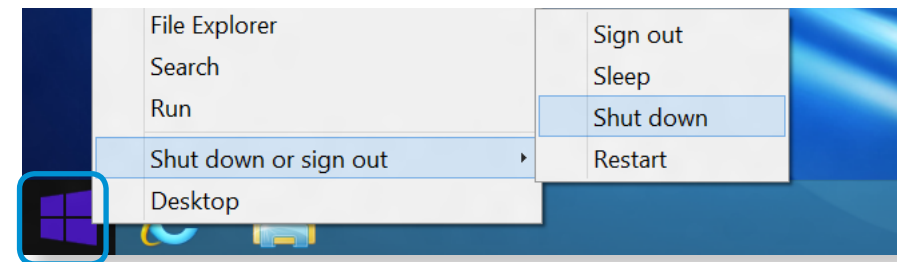 File Explorer
Search
Run
Shut down or sign out
Desktop
Sign out
Sleep
Shut down
Restart